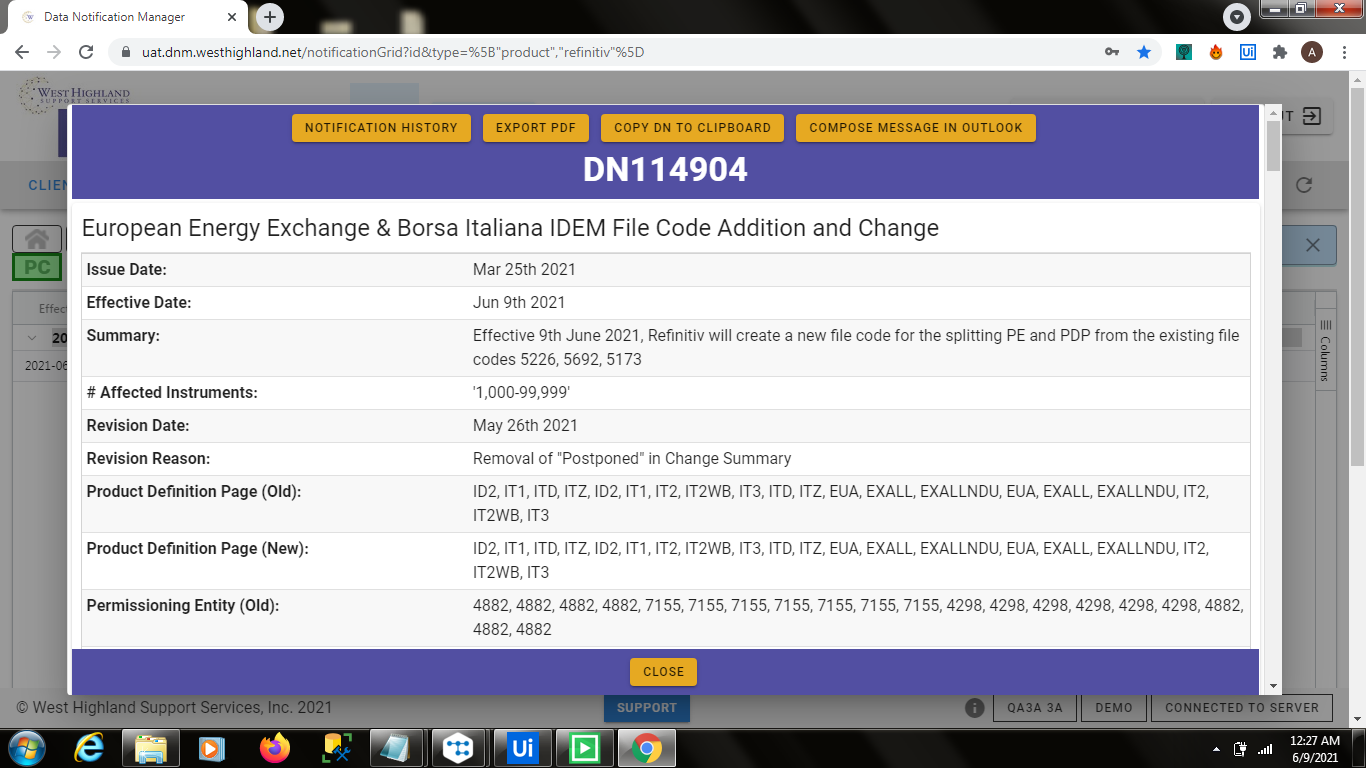 Data Notification Manager
uat.dnm.westhighland.net/notificationGrid?id&type=%5B"product","refinitiv"%5D
Ui
A
WEST HIGHLAND
SUPPORT SERVICES
NOTIFICATION HISTORY
EXPORT PDF
COPY DN TO CLIPBOARD
COMPOSE MESSAGE IN OUTLOOK
DN114904
UT
CLIEN
PC
European Energy Exchange & Borsa Italiana IDEM File Code Addition and Change
Issue Date: Mar 25th 2021
Effective Date: Jun 9th 2021
Summary: Effective 9th June 2021, Refinitiv will create a new file code for the splitting PE and PDP from the existing file
codes 5226, 5692, 5173
# Affected Instruments: '1,000-99,999'
Revision Date: May 26th 2021
Revision Reason: Removal of "Postponed" in Change Summary
Product Definition Page (Old): ID2, IT1, ITD, ITZ, ID2, IT1, IT2, IT2WB, IT3, ITD, ITZ, EUA, EXALL, EXALLNDU, EUA, EXALL, EXALLNDU, IT2,
IT2WB, IT3
Product Definition Page (New): ID2, IT1, ITD, ITZ, ID2, IT1, IT2, IT2WB, IT3, ITD, ITZ, EUA, EXALL, EXALLNDU, EUA, EXALL, EXALLNDU, IT2,
IT2WB, IT3
Permissioning Entity (Old): 4882, 4882, 4882, 4882, 7155, 7155, 7155, 7155, 7155, 7155, 7155, 4298, 4298, 4298, 4298, 4298, 4298, 4882,
4882, 4882
Effect
20
2021-06
Columns
CLOSE
© West Highland Support Services, Inc. 2021
SUPPORT
QA3A 3A
DEMO
CONNECTED TO SERVER
Ui
12:27 AM
6/9/2021